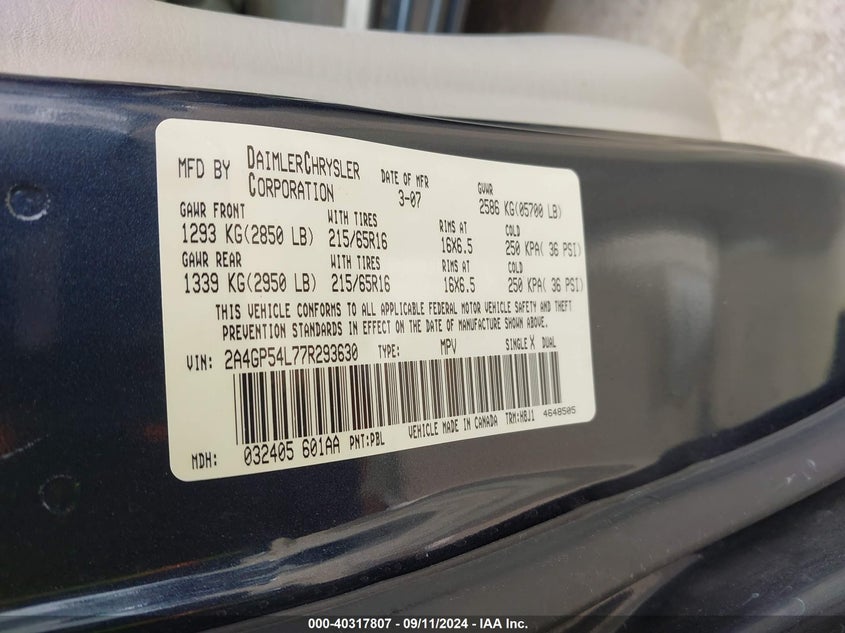 MFD BY DAIMLERCHRYSLER CORPORATION DATE OF MFR 3-07 GVWR 2586 KG(05700 LB)
GAWR FRONT WITH TIRES RIMS AT COLD
1293 KG(2850 LB) 215/65R16 16X6.5 250 KPA( 36 PSI)
GAWR REAR WITH TIRES RIMS AT COLD
1339 KG(2950 LB) 215/65R16 16X6.5 250 KPA( 36 PSI)
THIS VEHICLE CONFORMS TO ALL APPLICABLE FEDERAL MOTOR VEHICLE SAFETY AND THEFT
PREVENTION STANDARDS IN EFFECT ON THE DATE OF MANUFACTURE SHOWN ABOVE.
VIN: 2A4GP54L77R293630 TYPE: MPV SINGLE X DUAL
MDH: 032405 601AA PNT:PBL VEHICLE MADE IN CANADA TRM:H8J1 4648505
000-40317807 - 09/11/2024 - IAA Inc.